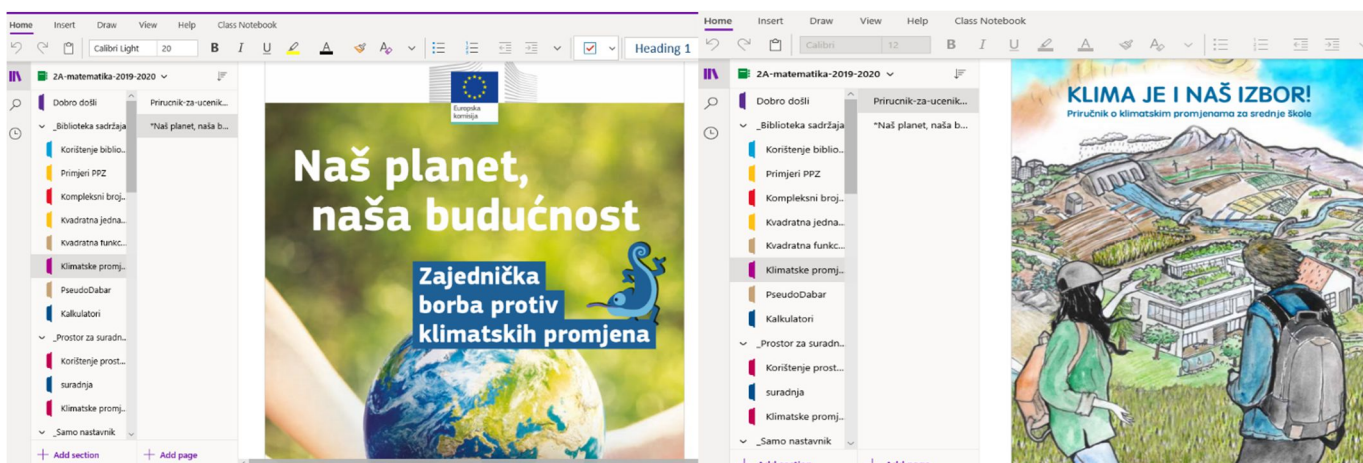 Home Insert Draw View Help Class Notebook
Calibri Light 20 B I U A A Heading 1
2A-matematika-2019-2020
Dobro došli
_Biblioteka sadržaja
Korištenje biblio...
Primjeri PPZ
Kompleksni broj...
Kvadratna jedna...
Kvadratna funkc...
Klimatske promj...
PseudoDabar
Kalkulatori
_Prostor za suradn...
Korištenje prost...
suradnja
Klimatske promj...
_Samo nastavnik
Add section
Prirucnik-za-ucenik...
"Naš planet, naša b...
Add page
Europska
komisija
Naš planet,
naša budućnost
Zajednička
borba protiv
klimatskih promjena
Home Insert Draw View Help Class Notebook
Calibri 12 B I U A A
2A-matematika-2019-2020
Dobro došli
_Biblioteka sadržaja
Korištenje biblio...
Primjeri PPZ
Kompleksni broj...
Kvadratna jedna...
Kvadratna funkc...
Klimatske promj...
PseudoDabar
Kalkulatori
_Prostor za suradn...
Korištenje prost...
suradnja
Klimatske promj...
_Samo nastavnik
Prirucnik-za-ucenik...
"Naš planet, naša b...
KLIMA JE I NAŠ IZBOR!
Priručnik o klimatskim promjenama za srednje škole